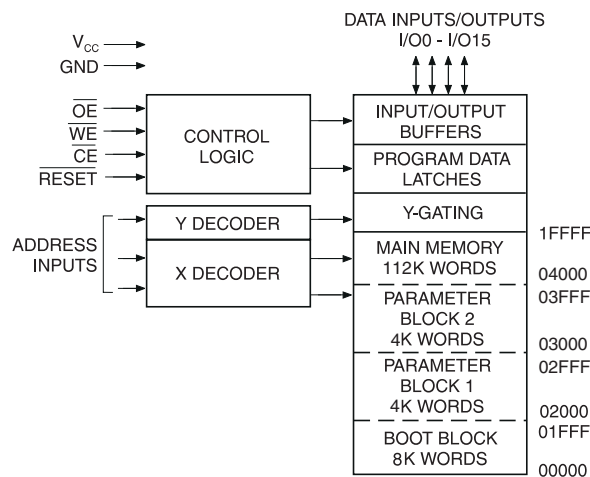 DATA INPUTS/OUTPUTS
I/O0 - I/O15
VCC
GND
OE
WE
CE
RESET
CONTROL
LOGIC
INPUT/OUTPUT
BUFFERS
PROGRAM DATA
LATCHES
ADDRESS
INPUTS
Y DECODER
X DECODER
Y-GATING
1FFFF
MAIN MEMORY
112K WORDS
04000
PARAMETER
BLOCK 2
4K WORDS
03FFF
03000
PARAMETER
BLOCK 1
4K WORDS
02FFF
02000
BOOT BLOCK
8K WORDS
01FFF
00000